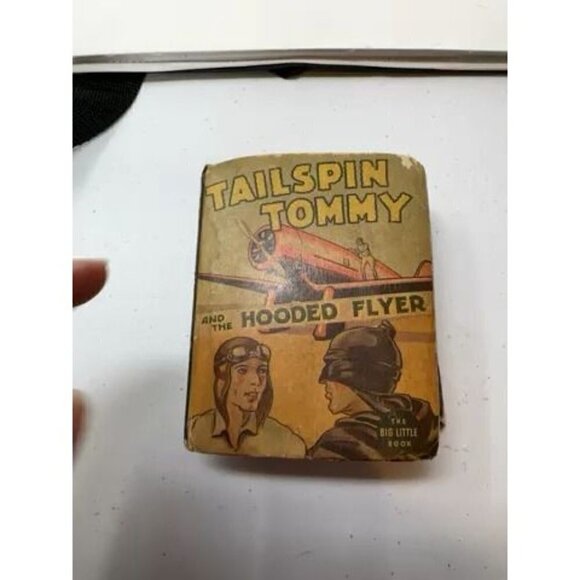 TAILSPIN
TOMMY
AND
THE HOODED FLYER
THE
BIG LITTLE
BOOK